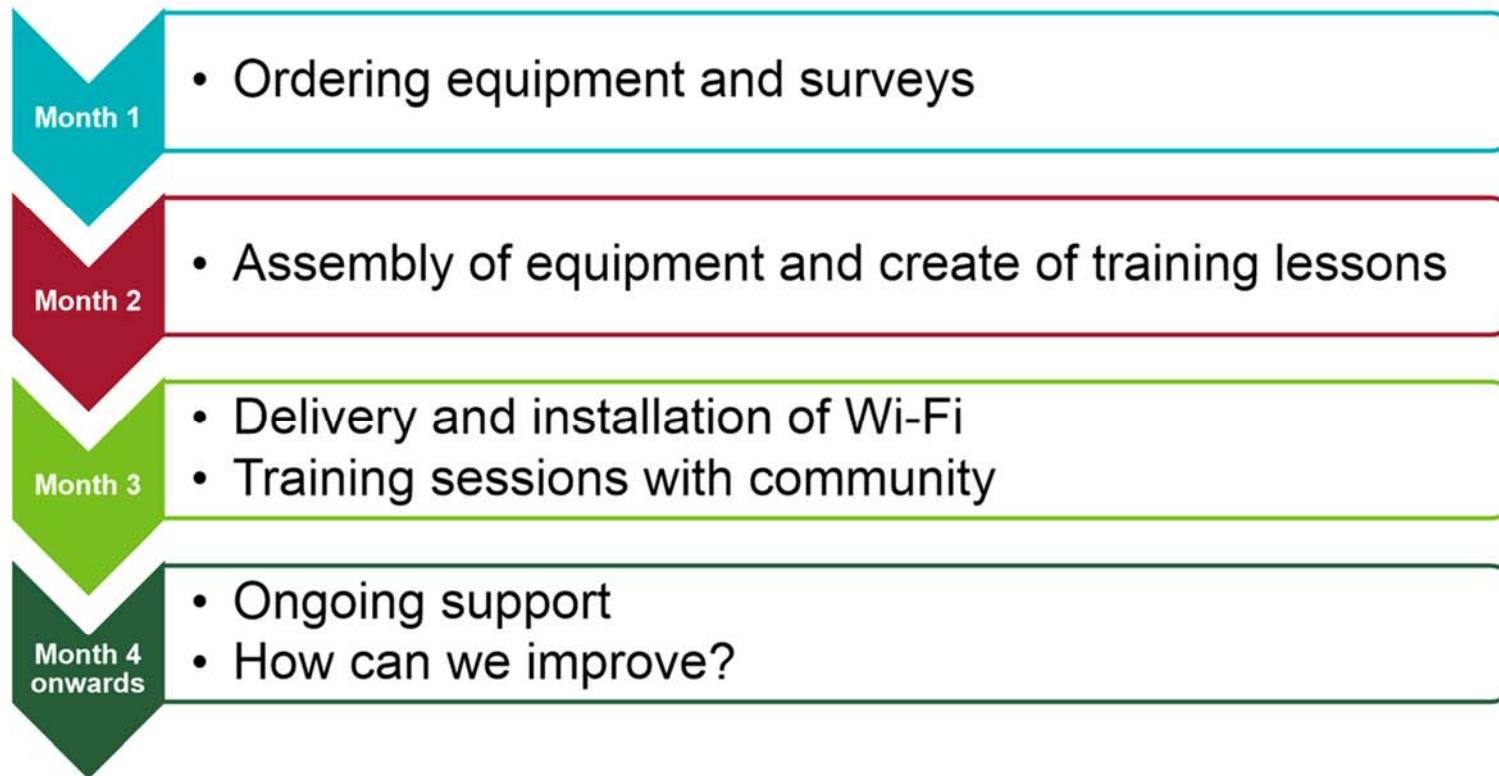 Month 1
• Ordering equipment and surveys
Month 2
• Assembly of equipment and create of training lessons
Month 3
• Delivery and installation of Wi-Fi
• Training sessions with community
Month 4
onwards
• Ongoing support
• How can we improve?